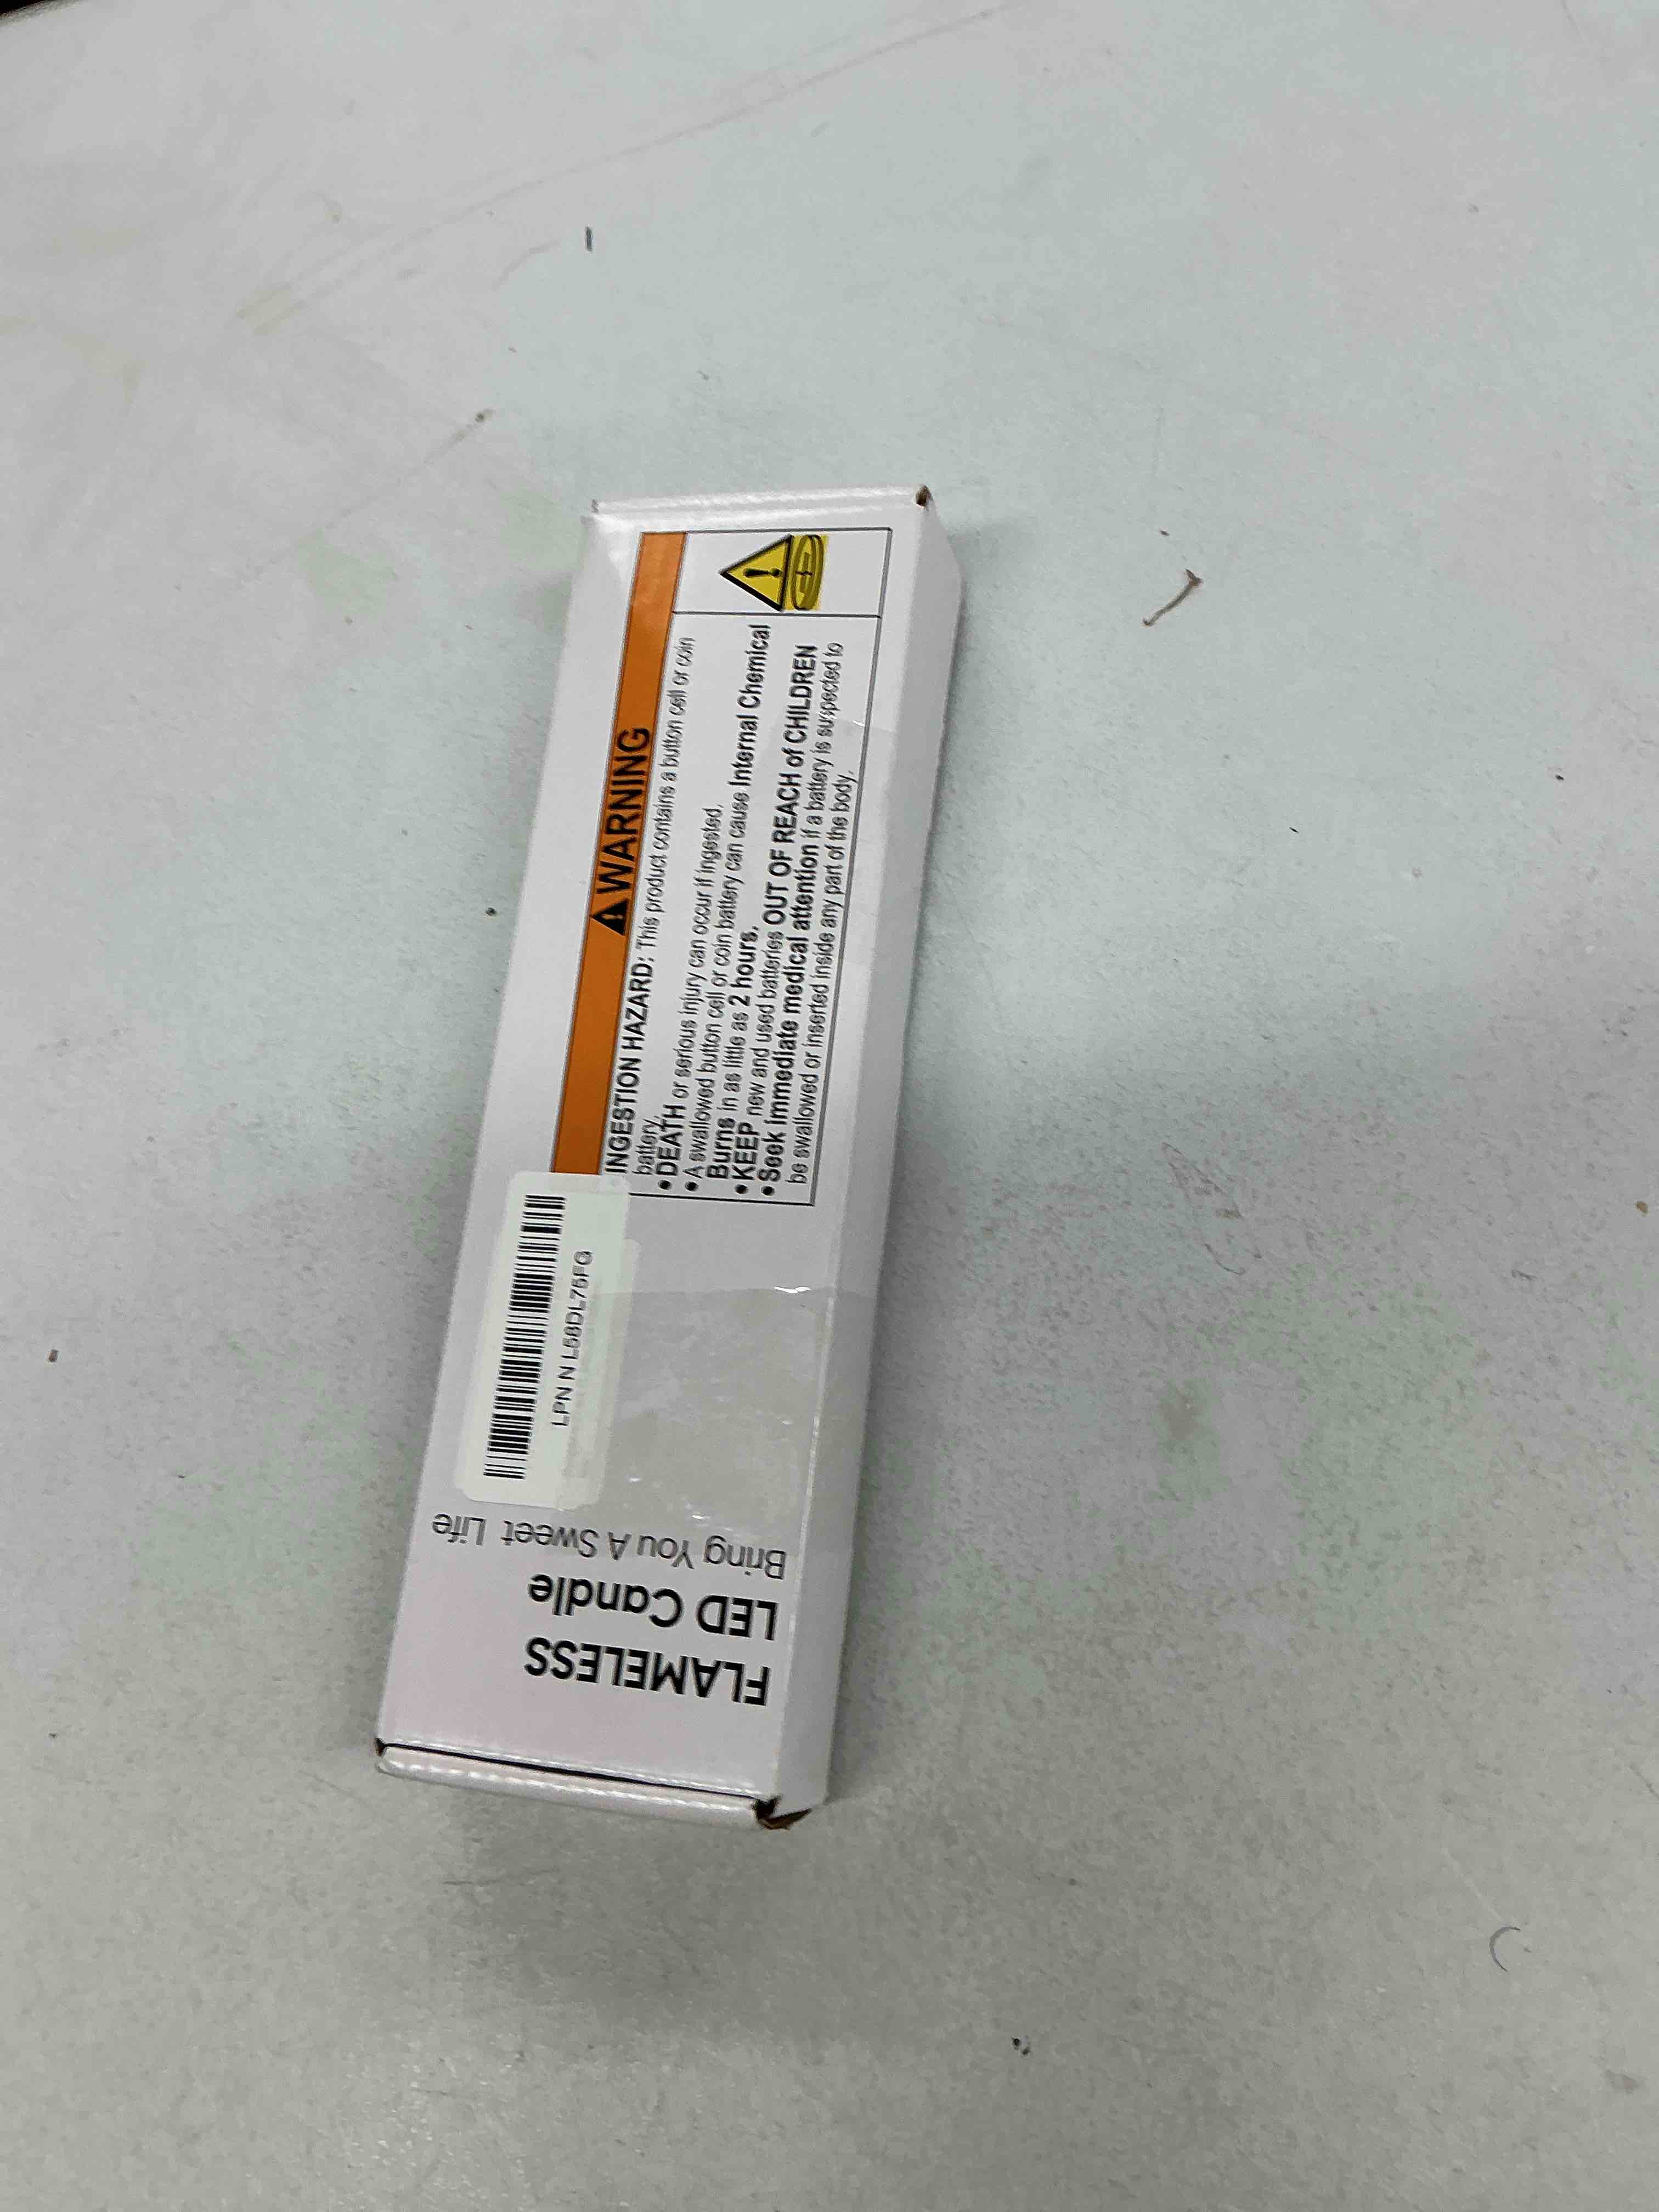 FLAMELESS
LED Candle
Bring You A Sweet Life
LPN N L58DL75FG
WARNING
INGESTION HAZARD: This product contains a button cell or coin
battery.
• DEATH or serious injury can occur if ingested.
• A swallowed button cell or coin battery can cause Internal Chemical
Burns in as little as 2 hours.
• KEEP new and used batteries OUT OF REACH of CHILDREN
• Seek immediate medical attention if a battery is suspected to
be swallowed or inserted inside any part of the body.